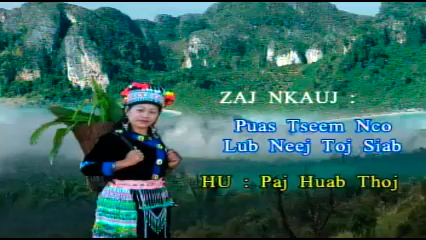 ZAJ NKAUJ :
Puas Tseem Nco
Lub Neej Toj Siab
HU : Paj Huab Thoj